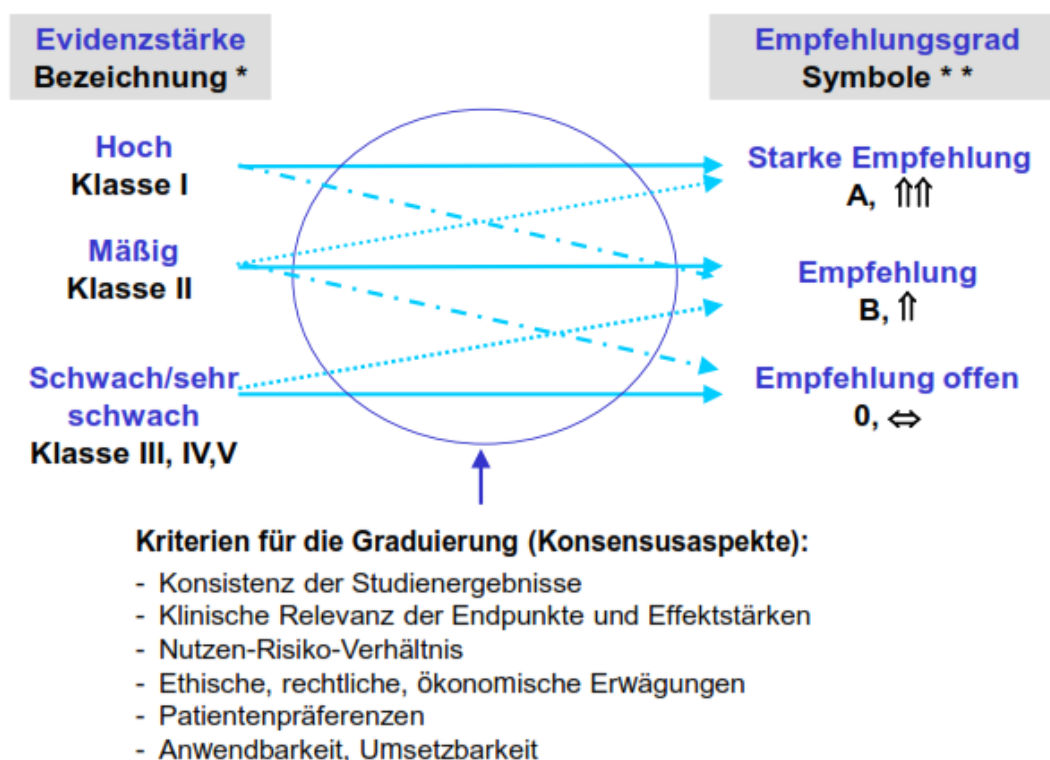 Evidenzstärke
Bezeichnung *
Empfehlungsgrad
Symbole * *
Hoch
Klasse I
Starke Empfehlung
A, ⇑⇑
Mäßig
Klasse II
Empfehlung
B, ⇑
Schwach/sehr
schwach
Klasse III, IV,V
Empfehlung offen
0, ⇔
Kriterien für die Graduierung (Konsensusaspekte):
- Konsistenz der Studienergebnisse
- Klinische Relevanz der Endpunkte und Effektstärken
- Nutzen-Risiko-Verhältnis
- Ethische, rechtliche, ökonomische Erwägungen
- Patientenpräferenzen
- Anwendbarkeit, Umsetzbarkeit